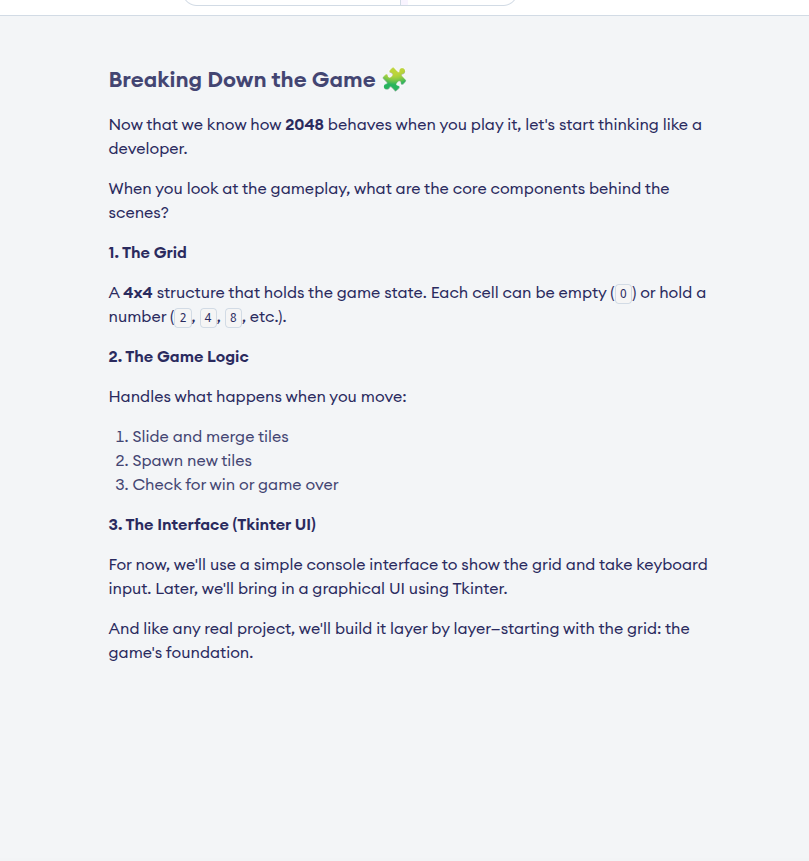 Breaking Down the Game 🧩
Now that we know how 2048 behaves when you play it, let's start thinking like a
developer.
When you look at the gameplay, what are the core components behind the
scenes?
1. The Grid
A 4x4 structure that holds the game state. Each cell can be empty (0) or hold a
number (2, 4, 8, etc.).
2. The Game Logic
Handles what happens when you move:
1. Slide and merge tiles
2. Spawn new tiles
3. Check for win or game over
3. The Interface (Tkinter UI)
For now, we'll use a simple console interface to show the grid and take keyboard
input. Later, we'll bring in a graphical UI using Tkinter.
And like any real project, we'll build it layer by layer—starting with the grid: the
game's foundation.